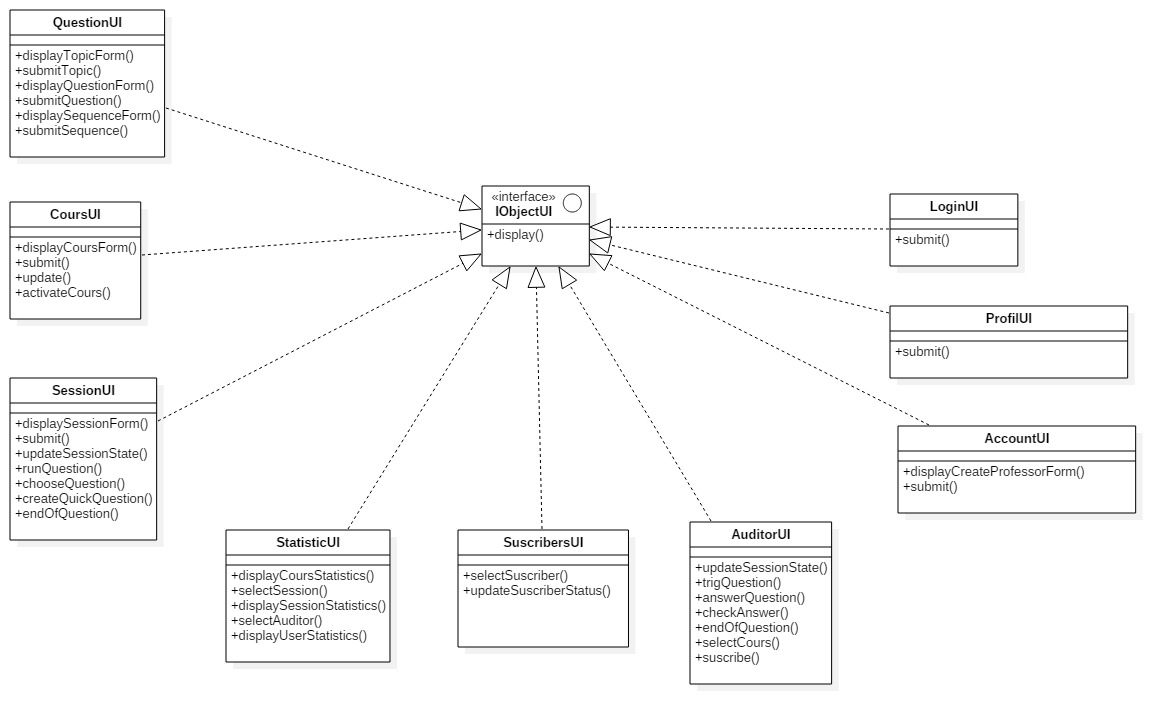 QuestionUI
+displayTopicForm()
+submitTopic()
+displayQuestionForm()
+submitQuestion()
+displaySequenceForm()
+submitSequence()
CoursUI
+displayCoursForm()
+submit()
+update()
+activateCours()
SessionUI
+displaySessionForm()
+submit()
+updateSessionState()
+runQuestion()
+chooseQuestion()
+createQuickQuestion()
+endOfQuestion()
«interface»
IObjectUI
+display()
LoginUI
+submit()
ProfilUI
+submit()
AccountUI
+displayCreateProfessorForm()
+submit()
StatisticUI
+displayCoursStatistics()
+selectSession()
+displaySessionStatistics()
+selectAuditor()
+displayUserStatistics()
SuscribersUI
+selectSuscriber()
+updateSuscriberStatus()
AuditorUI
+updateSessionState()
+trigQuestion()
+answerQuestion()
+checkAnswer()
+endOfQuestion()
+selectCours()
+suscribe()